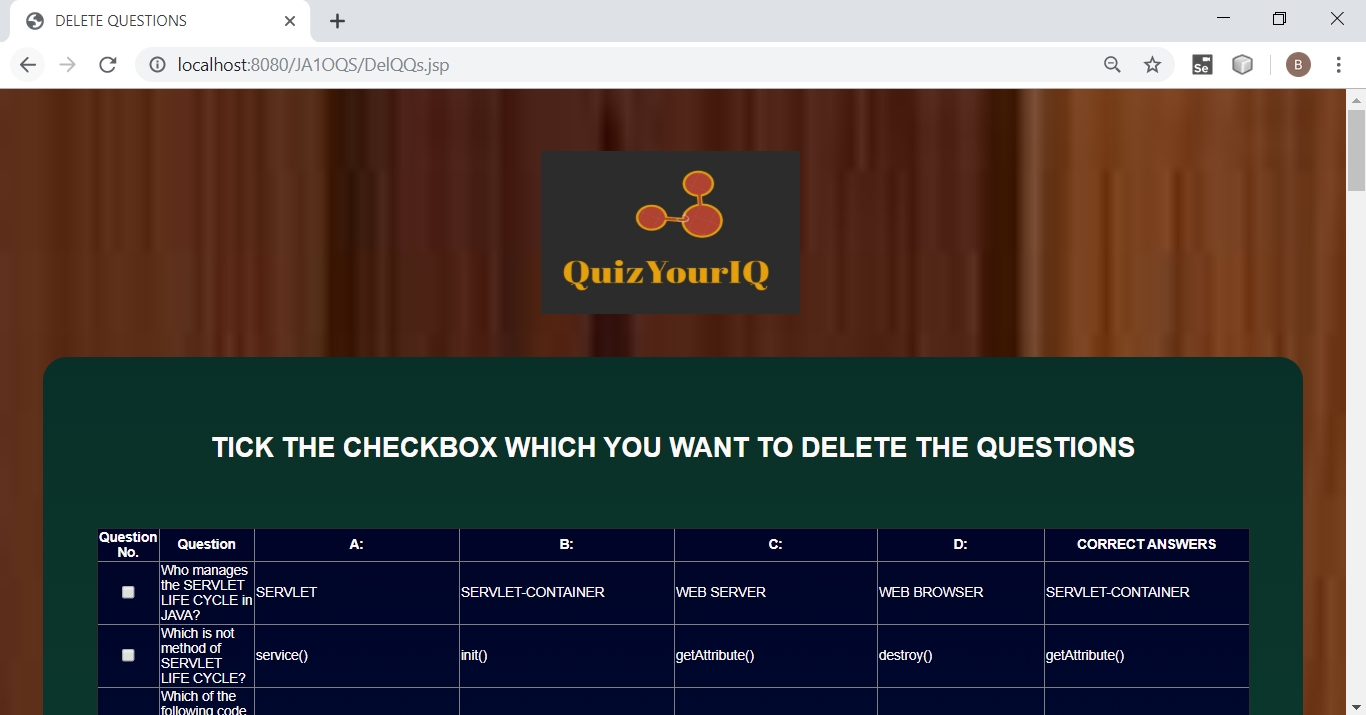 DELETE QUESTIONS
localhost:8080/JA1OQS/DelQQs.jsp
Se
B
QuizYourIQ
TICK THE CHECKBOX WHICH YOU WANT TO DELETE THE QUESTIONS
Question No.
Question
A:
B:
C:
D:
CORRECT ANSWERS
Who manages
the SERVLET
LIFE CYCLE in
JAVA?
SERVLET
SERVLET-CONTAINER
WEB SERVER
WEB BROWSER
SERVLET-CONTAINER
Which is not
method of
SERVLET
LIFE CYCLE?
service()
init()
getAttribute()
destroy()
getAttribute()
Which of the
following code